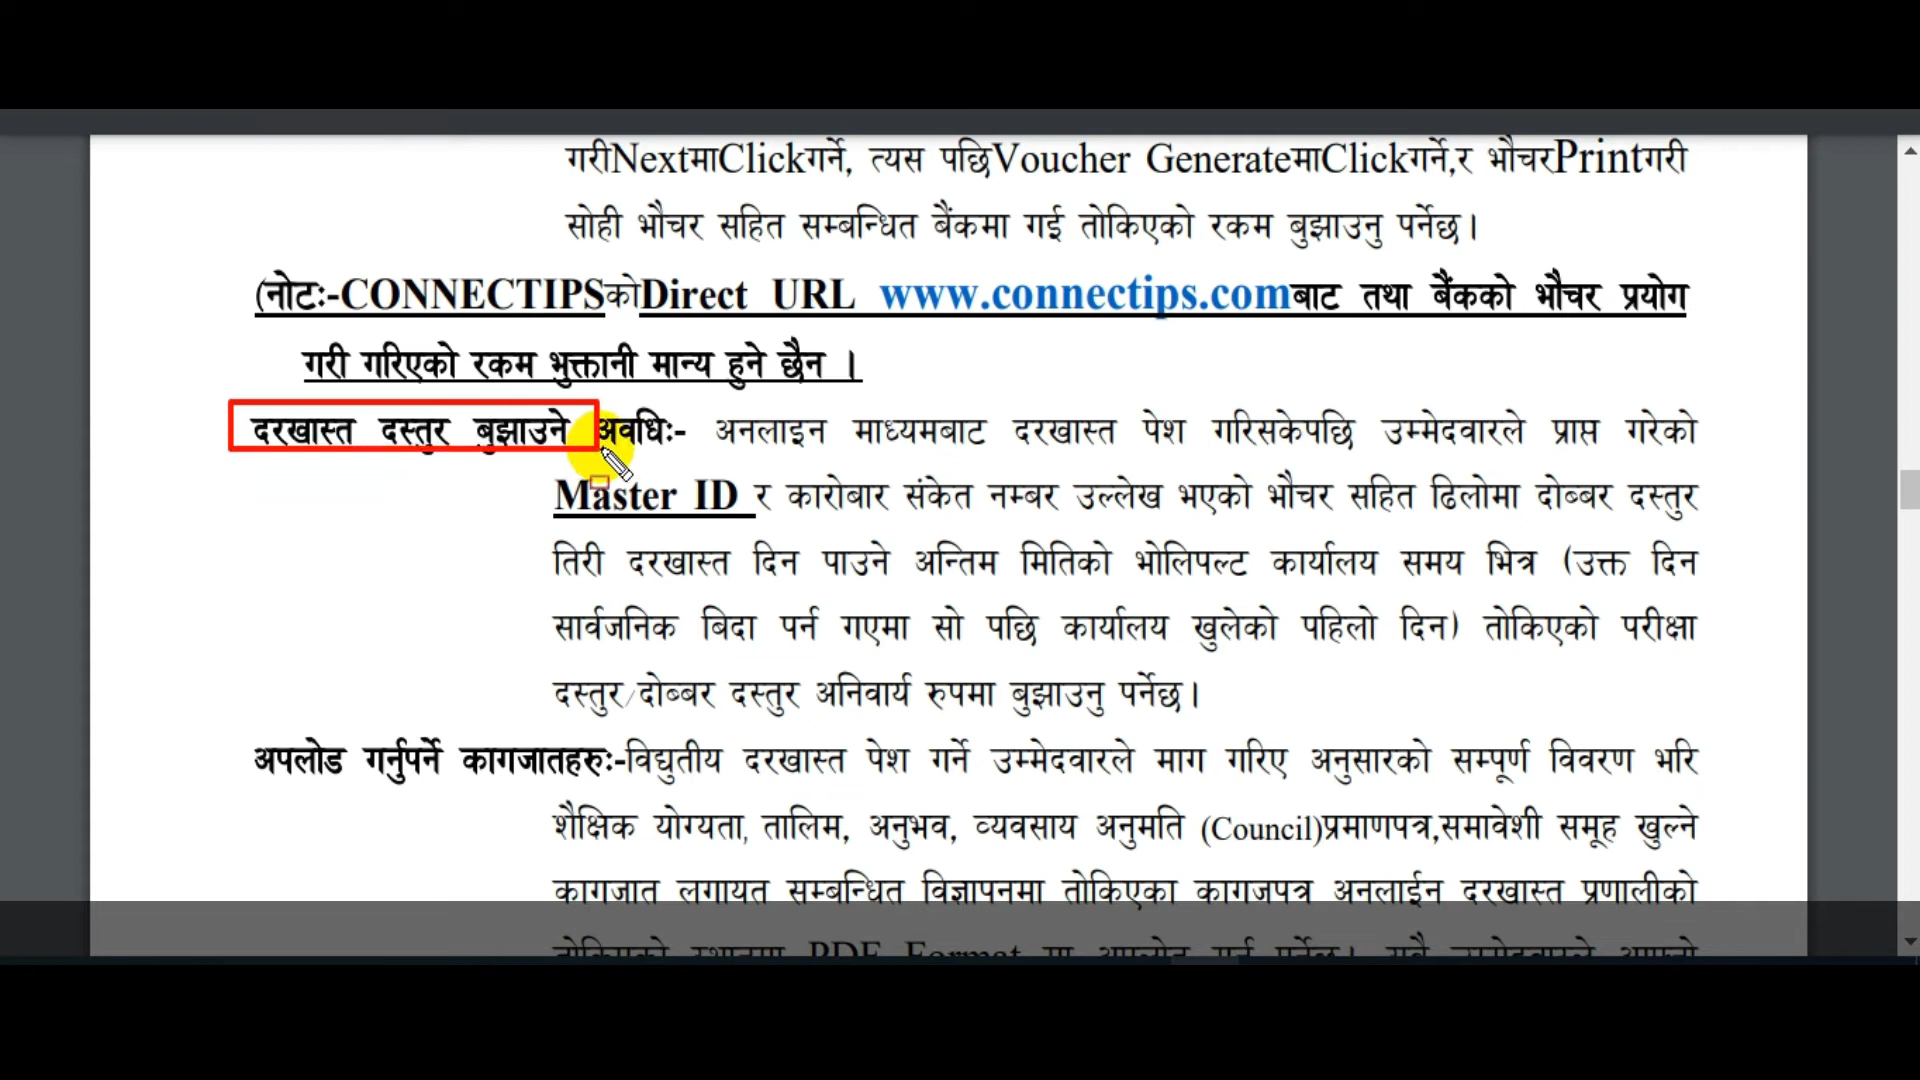 गरीNextमाClickगर्ने, त्यस पछिVoucher GenerateमाClickगर्ने,र भौचरPrintगरी
सोही भौचर सहित सम्बन्धित बैंकमा गई तोकिएको रकम बुझाउनु पर्नेछ।
(नोटः-CONNECTIPSकोDirect URL www.connectips.comबाट तथा बैंकको भौचर प्रयोग
गरी गरिएको रकम भुक्तानी मान्य हुने छैन ।
दरखास्त दस्तुर बुझाउने अवधिः- अनलाइन माध्यमबाट दरखास्त पेश गरिसकेपछि उम्मेदवारले प्राप्त गरेको
Master ID र कारोबार संकेत नम्बर उल्लेख भएको भौचर सहित ढिलोमा दोब्बर दस्तुर
तिरी दरखास्त दिन पाउने अन्तिम मितिको भोलिपल्ट कार्यालय समय भित्र (उक्त दिन
सार्वजनिक बिदा पर्न गएमा सो पछि कार्यालय खुलेको पहिलो दिन) तोकिएको परीक्षा
दस्तुर/दोब्बर दस्तुर अनिवार्य रुपमा बुझाउनु पर्नेछ।
अपलोड गर्नुपर्ने कागजातहरुः-विद्युतीय दरखास्त पेश गर्ने उम्मेदवारले माग गरिए अनुसारको सम्पूर्ण विवरण भरि
शैक्षिक योग्यता, तालिम, अनुभव, व्यवसाय अनुमति (Council)प्रमाणपत्र,समावेशी समूह खुल्ने
कागजात लगायत सम्बन्धित विज्ञापनमा तोकिएका कागजपत्र अनलाईन दरखास्त प्रणालीको
PDF Format मा